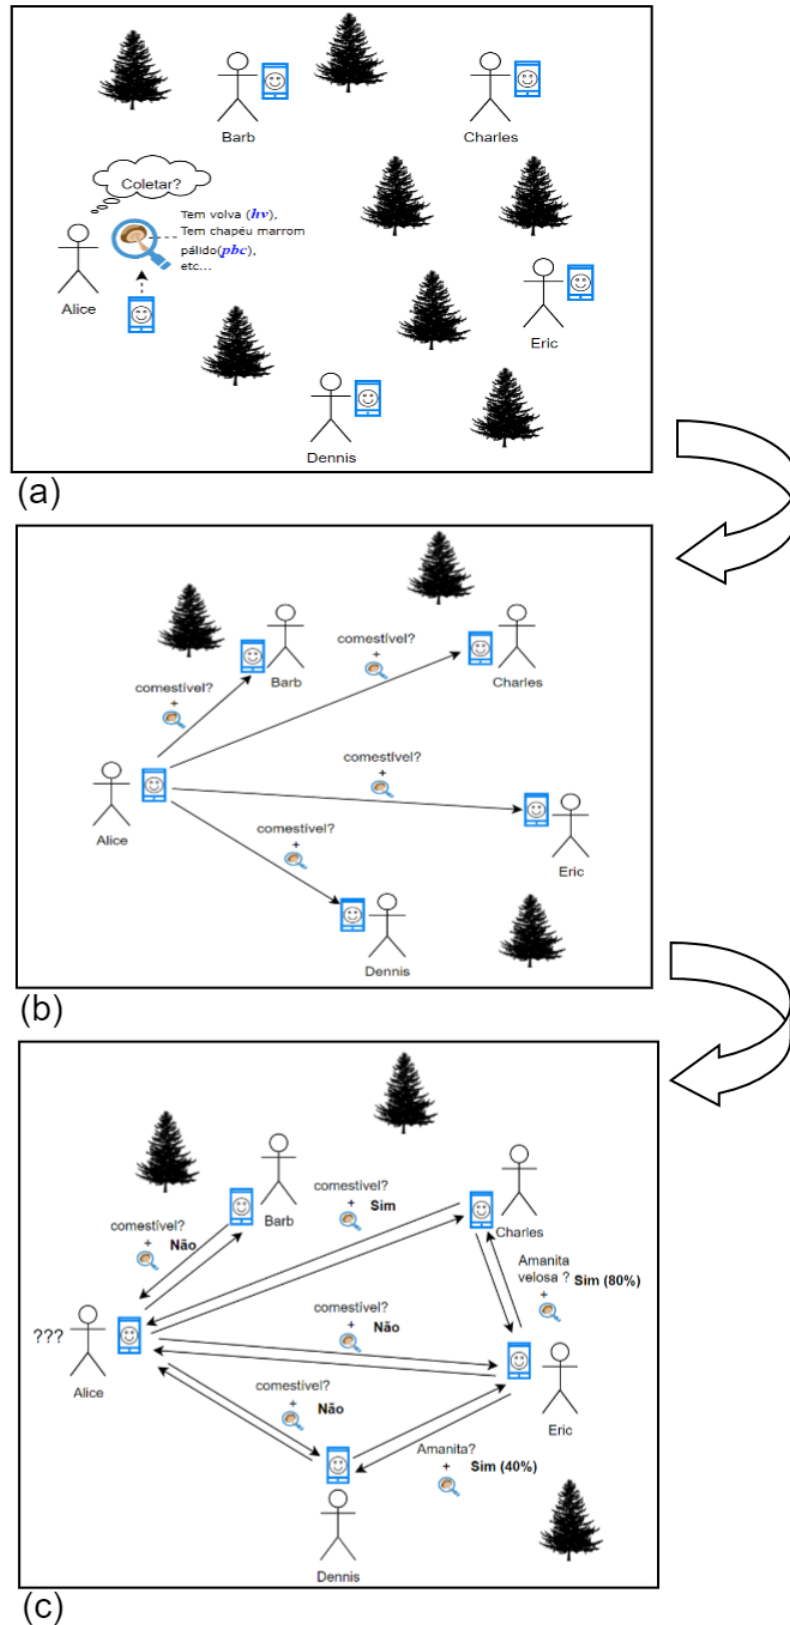 Barb
Charles
Coletar?
Tem volva (hv),
Tem chapéu marrom
pálido(pbc),
etc...
Alice
Eric
Dennis
(a)
comestível?
+
Barb
Charles
comestível?
+
comestível?
+
Alice
comestível?
+
Eric
Dennis
(b)
comestivel?
+ Sim
Barb
Charles
comestível?
+ Não
Amanita
velosa ? Sim (80%)
+
comestível?
+ Não
???
Alice
comestível?
+ Não
Eric
Amanita?
+ Sim (40%)
Dennis
(c)